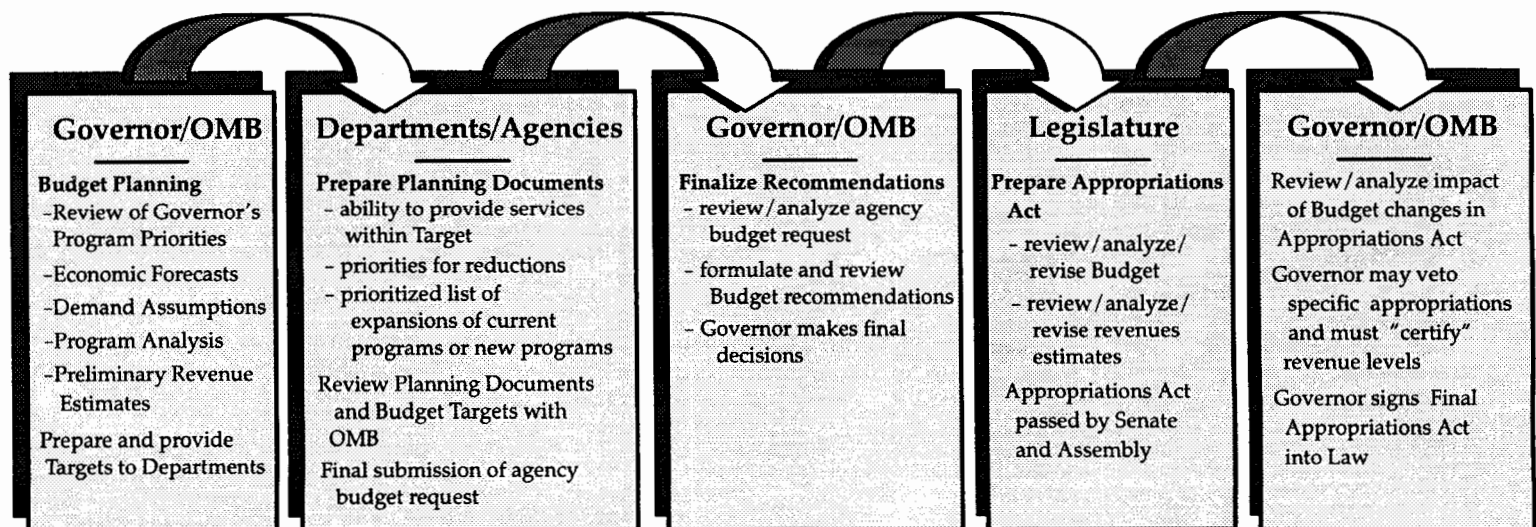 Governor/OMB
Budget Planning
-Review of Governor's
Program Priorities
-Economic Forecasts
-Demand Assumptions
-Program Analysis
-Preliminary Revenue
Estimates
Prepare and provide
Targets to Departments
Departments/Agencies
Prepare Planning Documents
- ability to provide services
within Target
- priorities for reductions
- prioritized list of
expansions of current
programs or new programs
Review Planning Documents
and Budget Targets with
OMB
Final submission of agency
budget request
Governor/OMB
Finalize Recommendations
- review/analyze agency
budget request
- formulate and review
Budget recommendations
- Governor makes final
decisions
Legislature
Prepare Appropriations
Act
- review/analyze/
revise Budget
- review/analyze/
revise revenues
estimates
Appropriations Act
passed by Senate
and Assembly
Governor/OMB
Review/analyze impact
of Budget changes in
Appropriations Act
Governor may veto
specific appropriations
and must "certify"
revenue levels
Governor signs Final
Appropriations Act
into Law